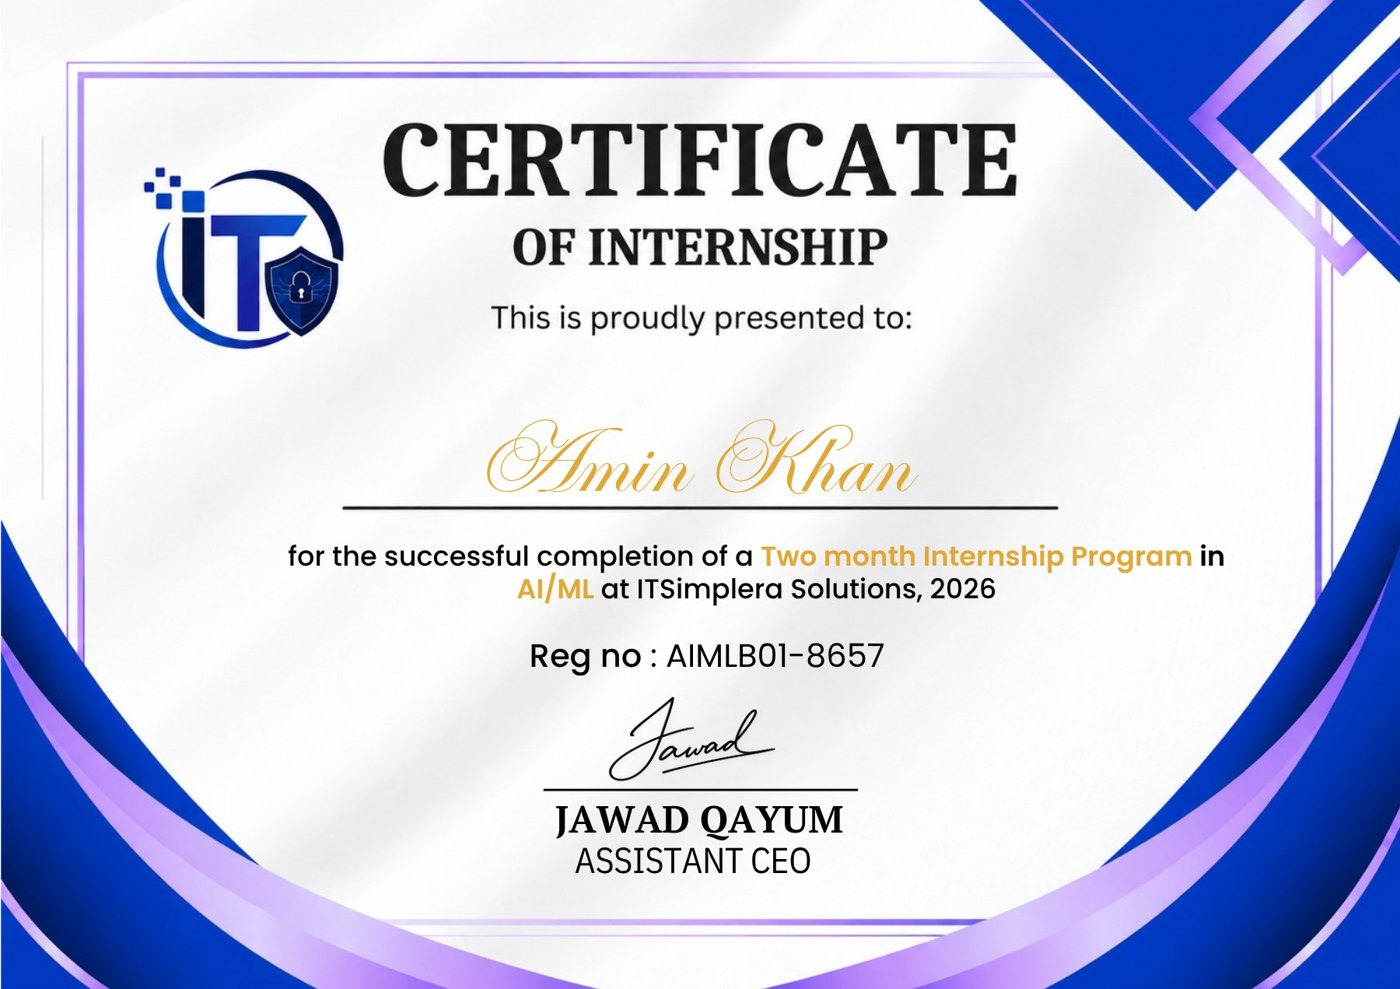 CERTIFICATE
OF INTERNSHIP
IT
This is proudly presented to:
Amin Khan
for the successful completion of a Two month Internship Program in
AI/ML at ITSimplera Solutions, 2026
Reg no : AIMLB01-8657
Jawad
JAWAD QAYUM
ASSISTANT CEO